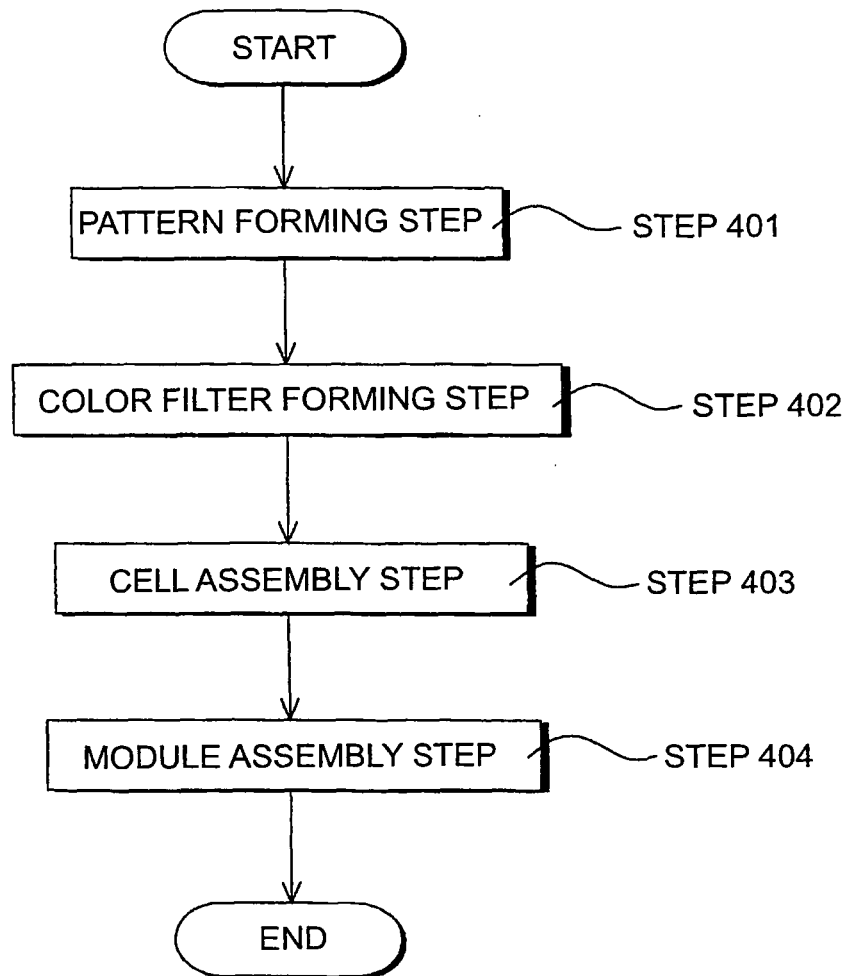 START
PATTERN FORMING STEP
STEP 401
COLOR FILTER FORMING STEP
STEP 402
CELL ASSEMBLY STEP
STEP 403
MODULE ASSEMBLY STEP
STEP 404
END